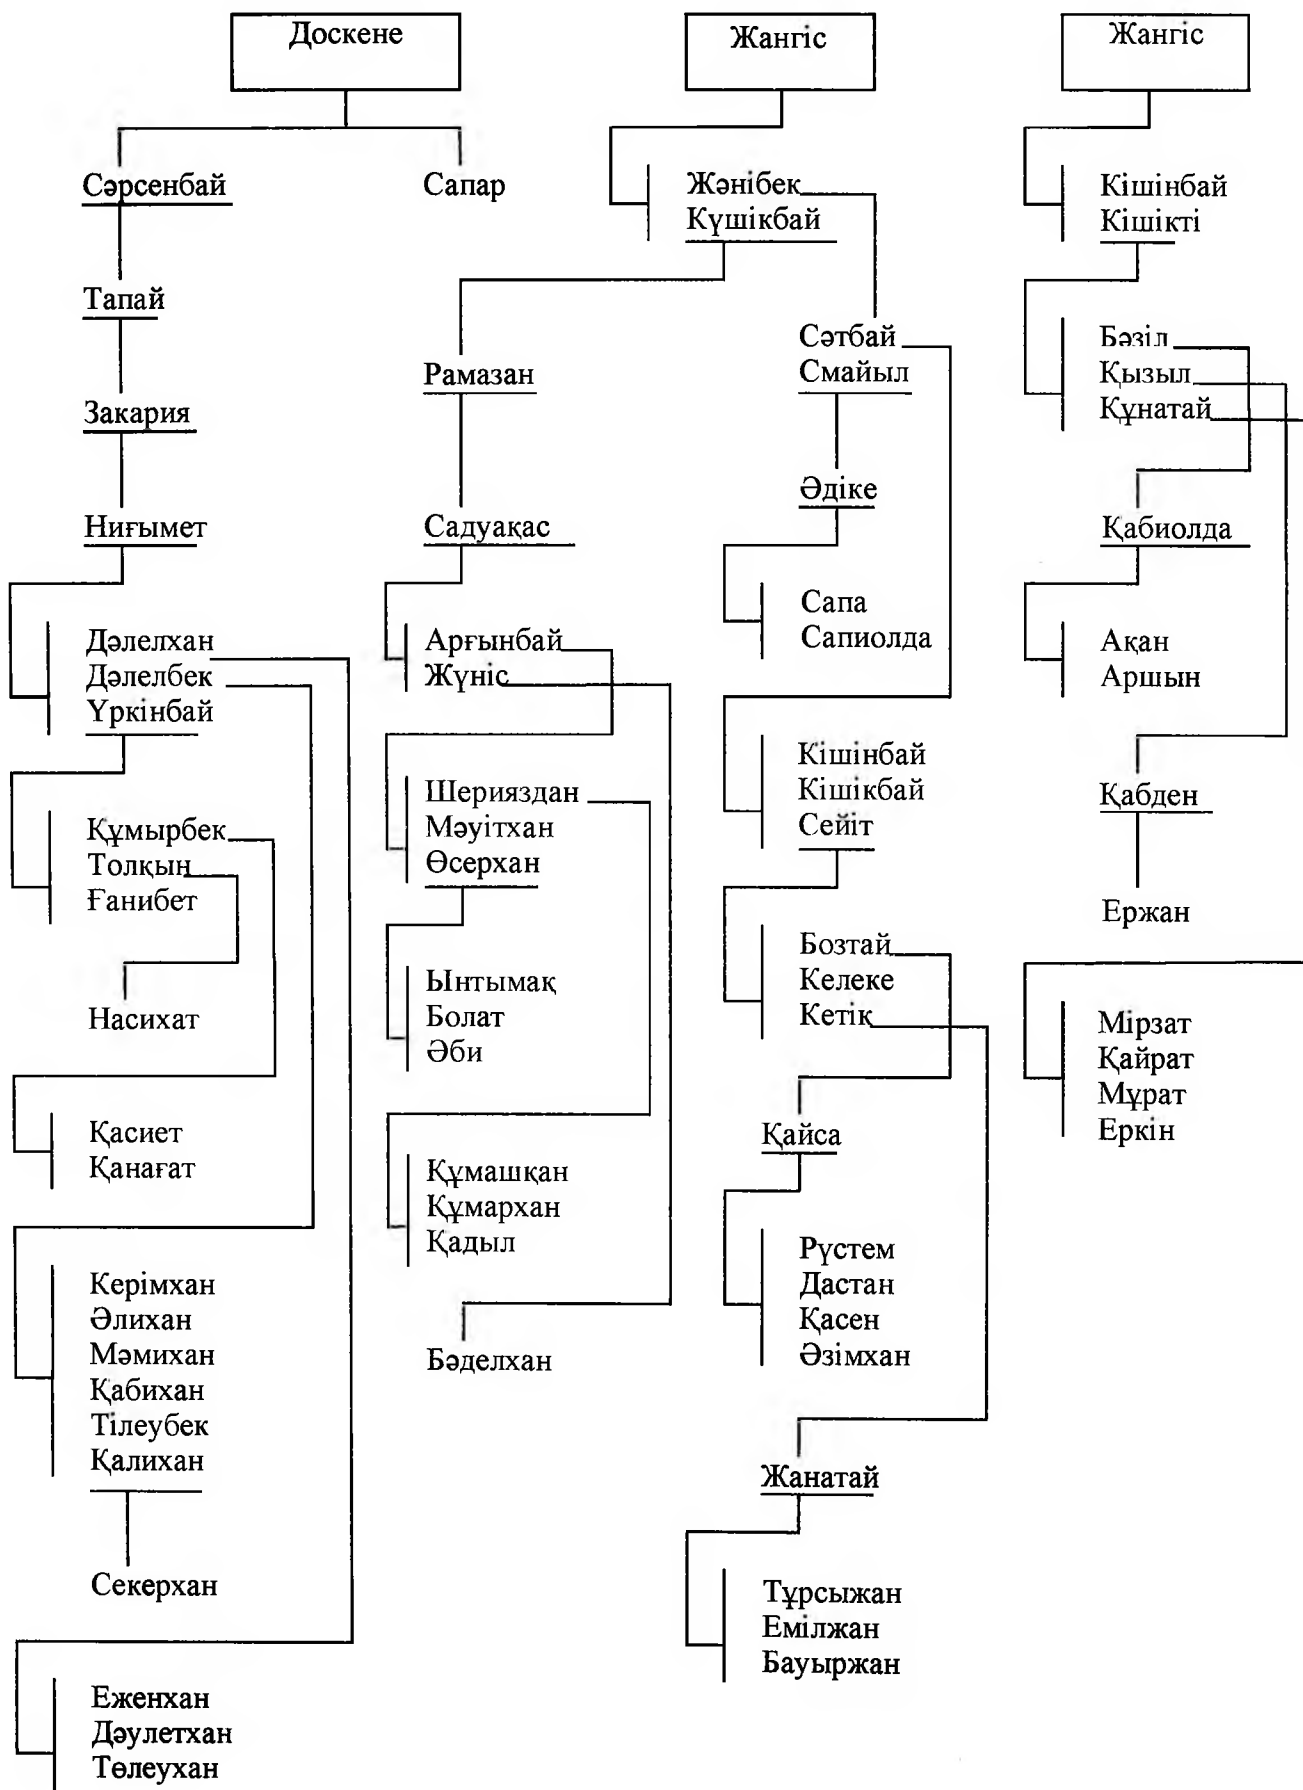 Доскене
Сәрсенбай
Сапар
Тапай
Закария
Ниғымет
Дәлелхан
Дәлелбек
Үркінбай
Құмырбек
Толқын
Ғанибет
Насихат
Қасиет
Қанағат
Керімхан
Әлихан
Мәмихан
Қабихан
Тілеубек
Қалихан
Секерхан
Еженхан
Дәулетхан
Төлеухан
Жангіс
Жәнібек
Күшікбай
Рамазан
Садуақас
Арғынбай
Жүніс
Шерияздан
Мәуітхан
Өсерхан
Ынтымақ
Болат
Әби
Құмашқан
Құмархан
Қадыл
Бәделхан
Сәтбай
Смайыл
Әдіке
Сапа
Сапиолда
Кішінбай
Кішікбай
Сейіт
Бозтай
Келеке
Кетік
Қайса
Рүстем
Дастан
Қасен
Әзімхан
Жанатай
Тұрсыжан
Емілжан
Бауыржан
Жангіс
Кішінбай
Кішікті
Бәзіл
Қызыл
Құнатай
Қабиолда
Ақан
Аршын
Қабден
Ержан
Мірзат
Қайрат
Мұрат
Еркін